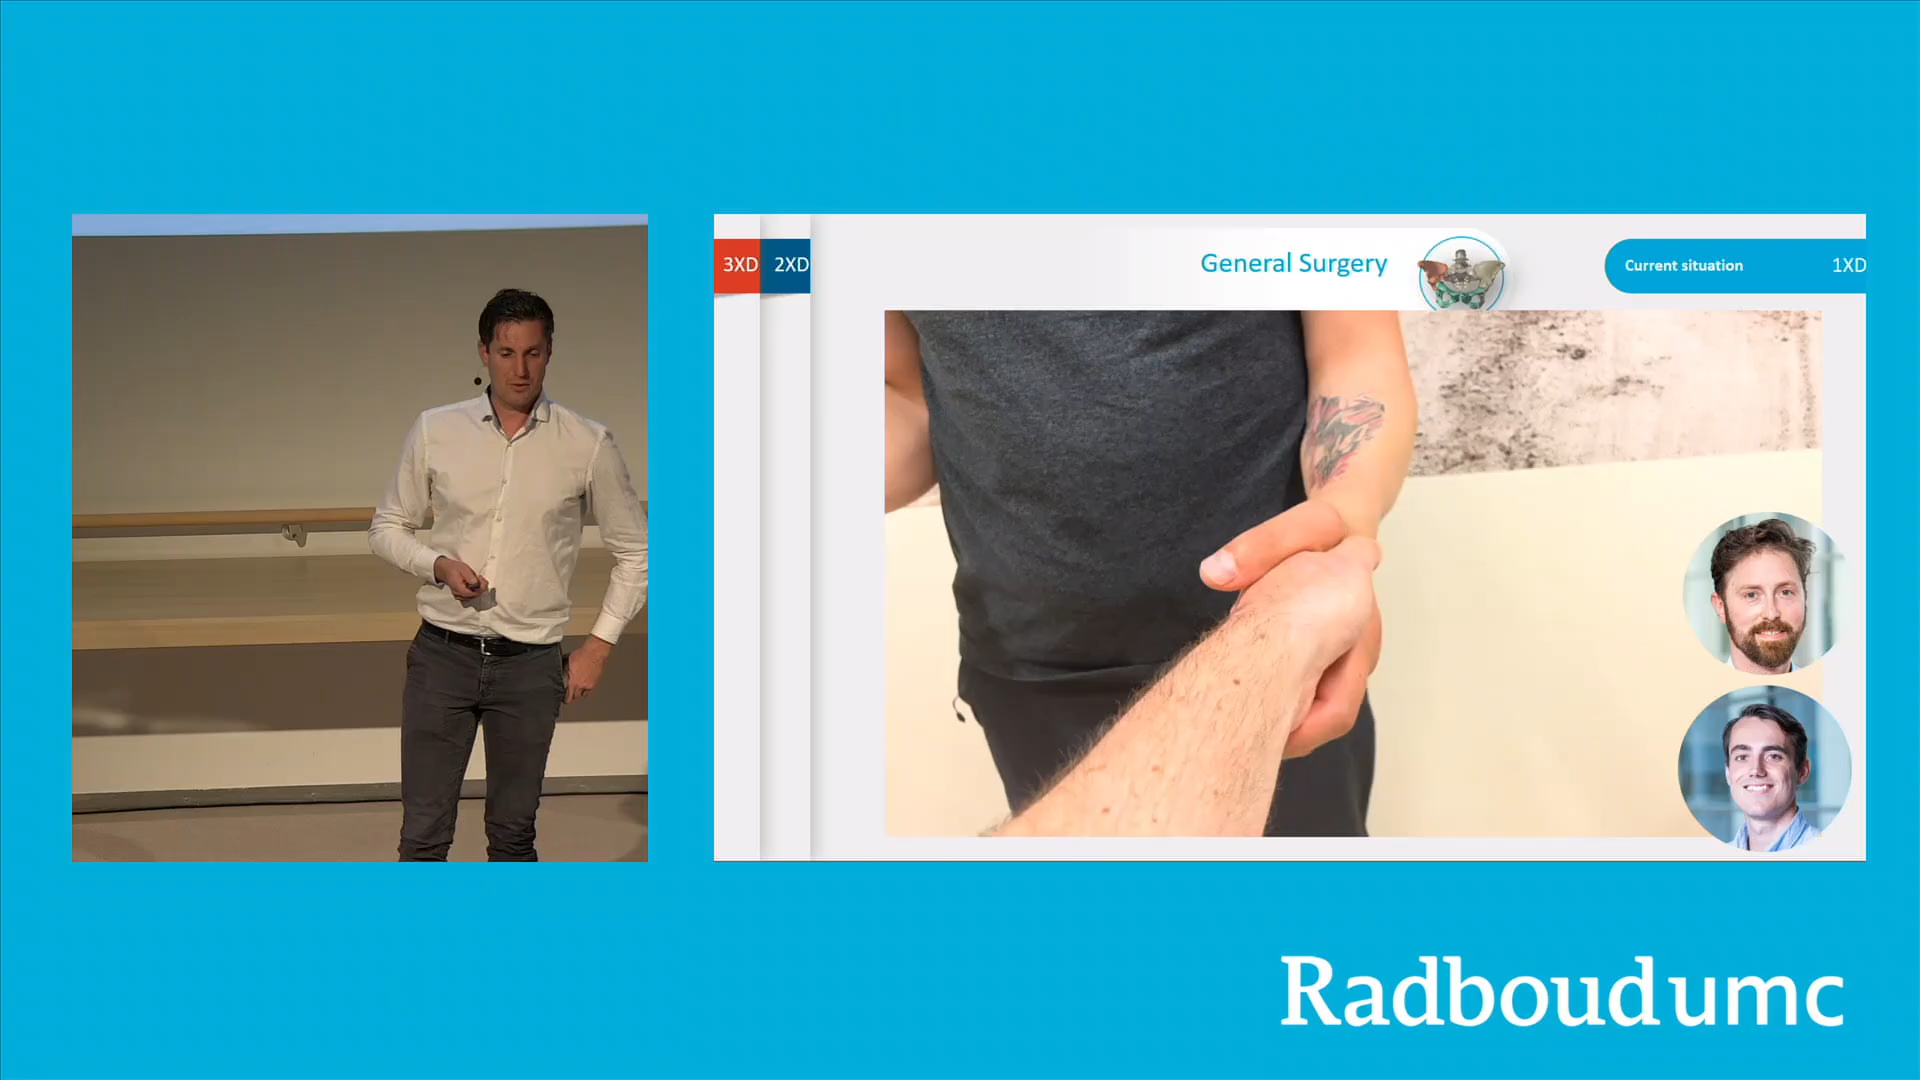 3XD
2XD
General Surgery
Current situation
1XD
Radboudumc